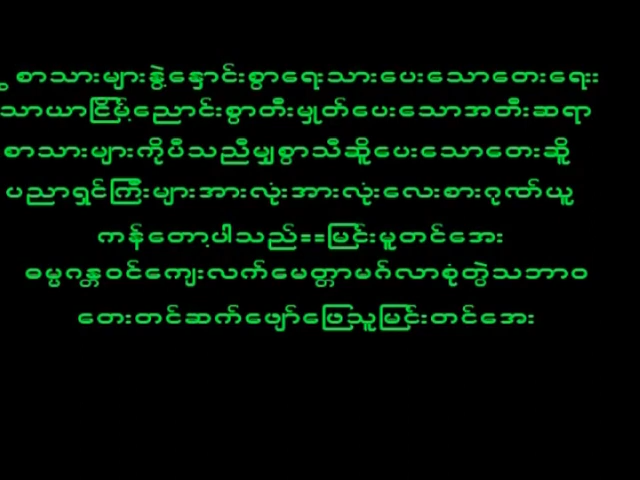 စာသားများနွဲ့နှောင်းစွာရေးသားပေးသောတေးရေး
သာယာငြိမ့်ညောင်းစွာတီးမှုတ်ပေးသောအတီးဆရာ
စာသားများကိုပီသညီမျှစွာသီဆိူပေးသောတေးဆိူ
ပညာရှင်ကြီးများအားလုံးအားလုံးလေးစားဂုဏ်ယူ
ကန်တော့ပါသည်==မြင်းမူတင်အေး
ဓမ္မဂန္တဝင်ကျေးလက်မေတ္တာမဂ်လာစုံတွဲသဘာဝ
တေးတင်ဆက်ဖျော်ဖြေသူမြင်းတင်အေး